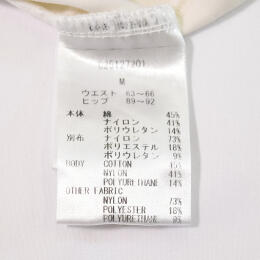 M
ウエスト 63～66
ヒップ 89～92
本体 綿 45%
ナイロン 41%
ポリウレタン 14%
別布 ナイロン 73%
ポリエステル 18%
ポリウレタン 9%
BODY COTTON 45%
NYLON 41%
POLYURETHANE 14%
OTHER FABRIC
NYLON 73%
POLYESTER 18%
POLYURETHANE 9%